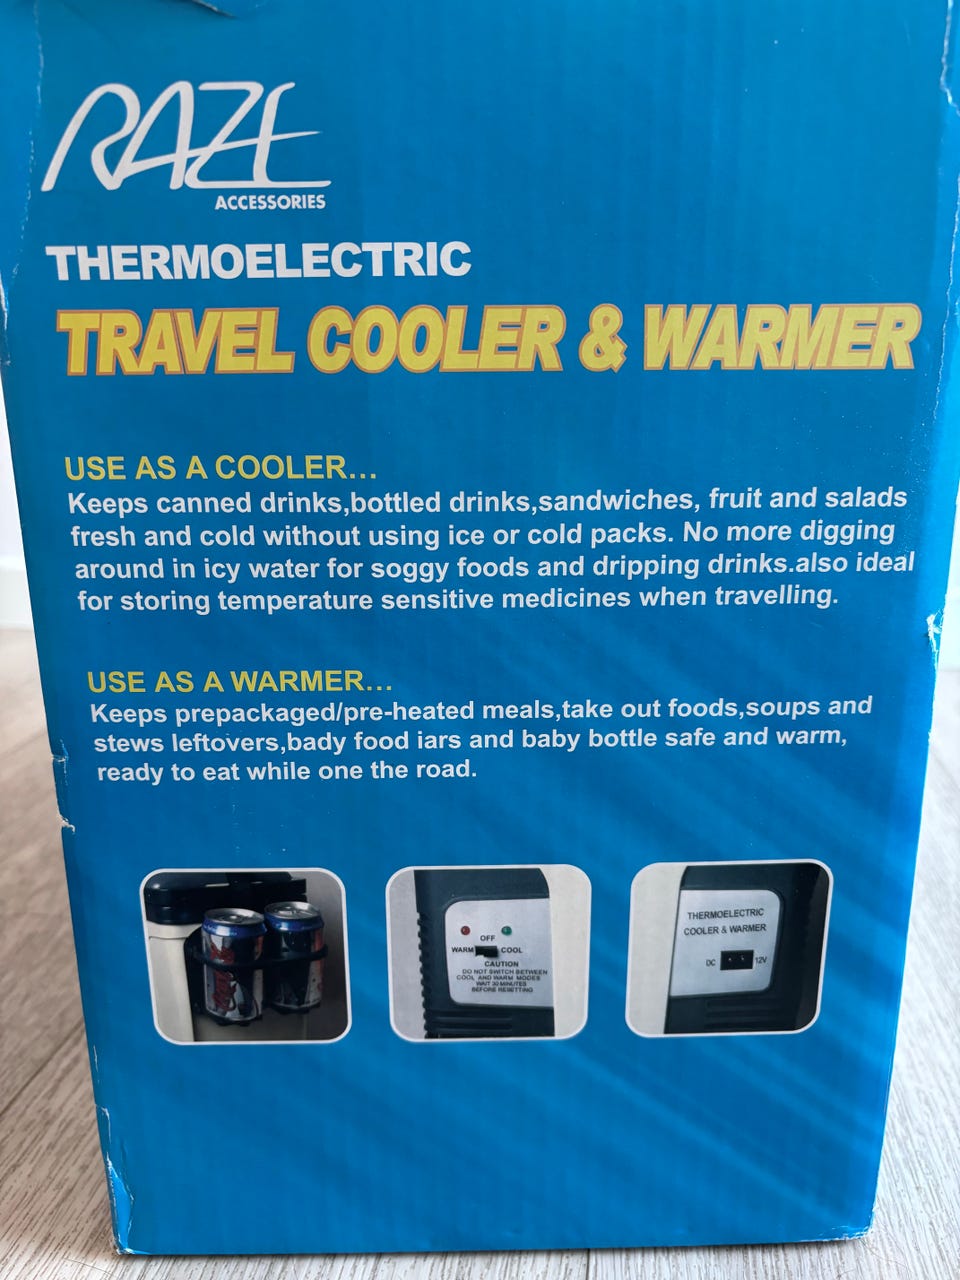 RAZE
ACCESSORIES
THERMOELECTRIC
TRAVEL COOLER & WARMER
USE AS A COOLER...
Keeps canned drinks,bottled drinks,sandwiches, fruit and salads
fresh and cold without using ice or cold packs. No more digging
around in icy water for soggy foods and dripping drinks.also ideal
for storing temperature sensitive medicines when travelling.
USE AS A WARMER...
Keeps prepackaged/pre-heated meals,take out foods,soups and
stews leftovers,bady food iars and baby bottle safe and warm,
ready to eat while one the road.
OFF
WARM COOL
CAUTION
DO NOT SWITCH BETWEEN
COOL AND WARM MODES
WAIT 30 MINUTES
BEFORE RESETTING
THERMOELECTRIC
COOLER & WARMER
DC 12V